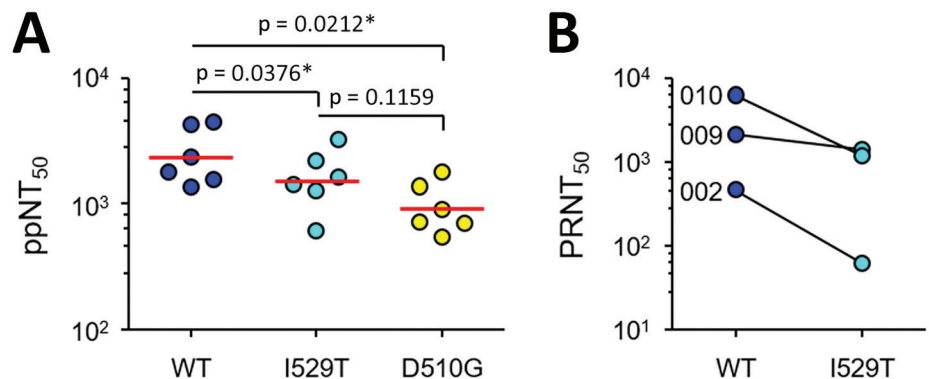 A
p = 0.0212*
p = 0.0376*
p = 0.1159
ppNT50
10⁴
10³
10²
WT I529T D510G
B
PRNT50
10⁴
10³
10²
10¹
010
009
002
WT I529T